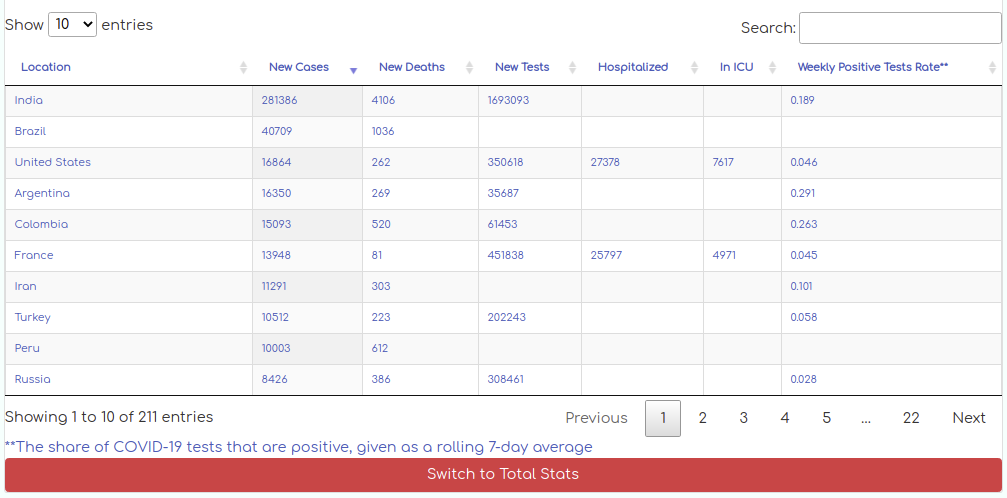 Show 10 entries Search:
Location New Cases New Deaths New Tests Hospitalized In ICU Weekly Positive Tests Rate**
India 281386 4106 1693093 0.189
Brazil 40709 1036
United States 16864 262 350618 27378 7617 0.046
Argentina 16350 269 35687 0.291
Colombia 15093 520 61453 0.263
France 13948 81 451838 25797 4971 0.045
Iran 11291 303 0.101
Turkey 10512 223 202243 0.058
Peru 10003 612
Russia 8426 386 308461 0.028
Showing 1 to 10 of 211 entries Previous 1 2 3 4 5 ... 22 Next
**The share of COVID-19 tests that are positive, given as a rolling 7-day average
Switch to Total Stats